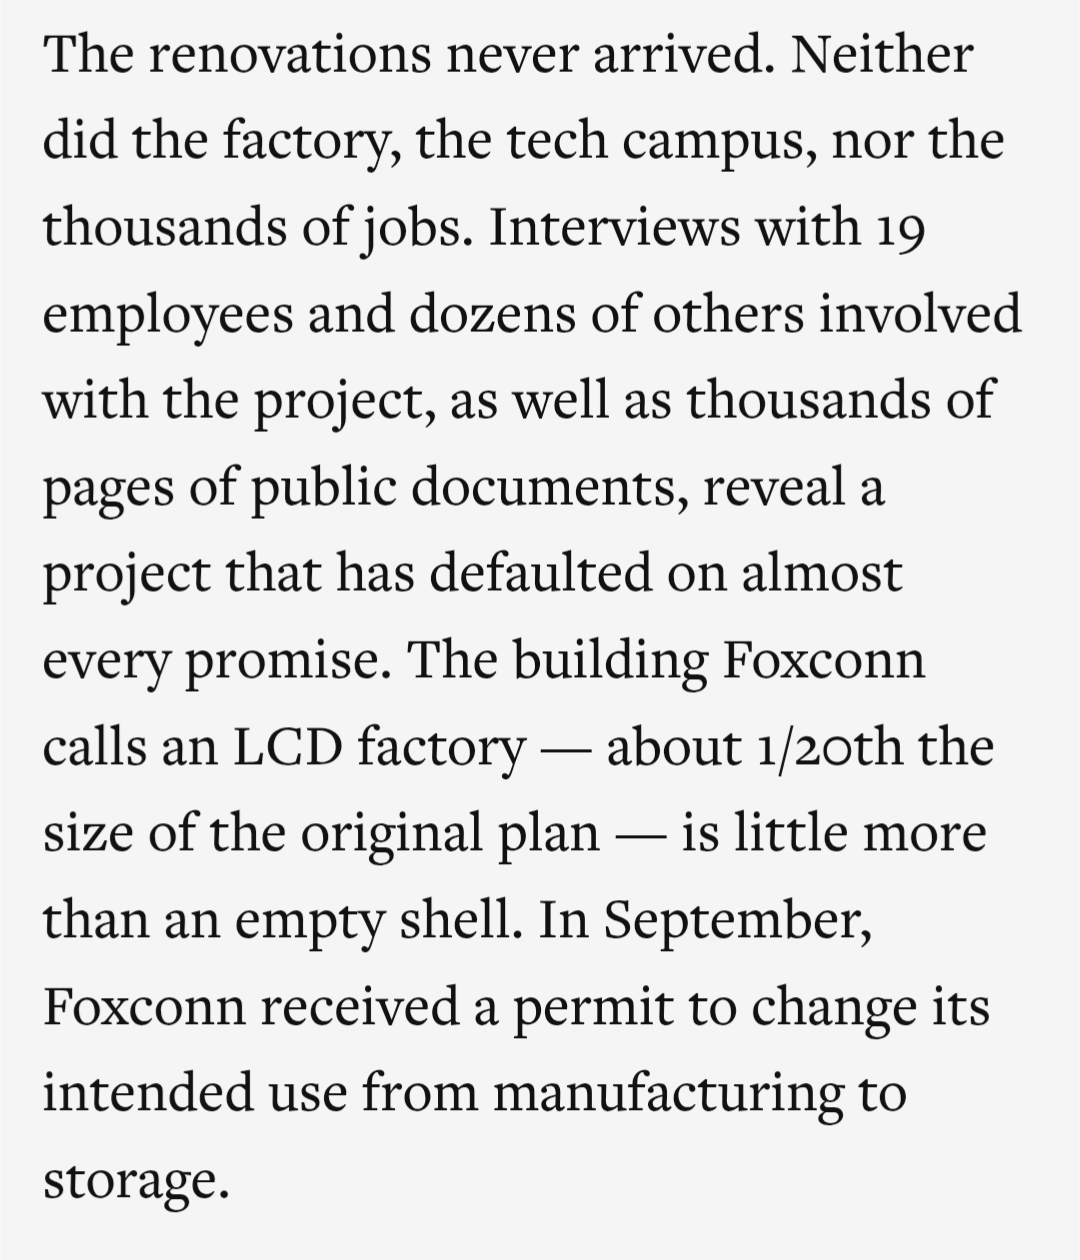 The renovations never arrived. Neither
did the factory, the tech campus, nor the
thousands of jobs. Interviews with 19
employees and dozens of others involved
with the project, as well as thousands of
pages of public documents, reveal a
project that has defaulted on almost
every promise. The building Foxconn
calls an LCD factory — about 1/20th the
size of the original plan — is little more
than an empty shell. In September,
Foxconn received a permit to change its
intended use from manufacturing to
storage.